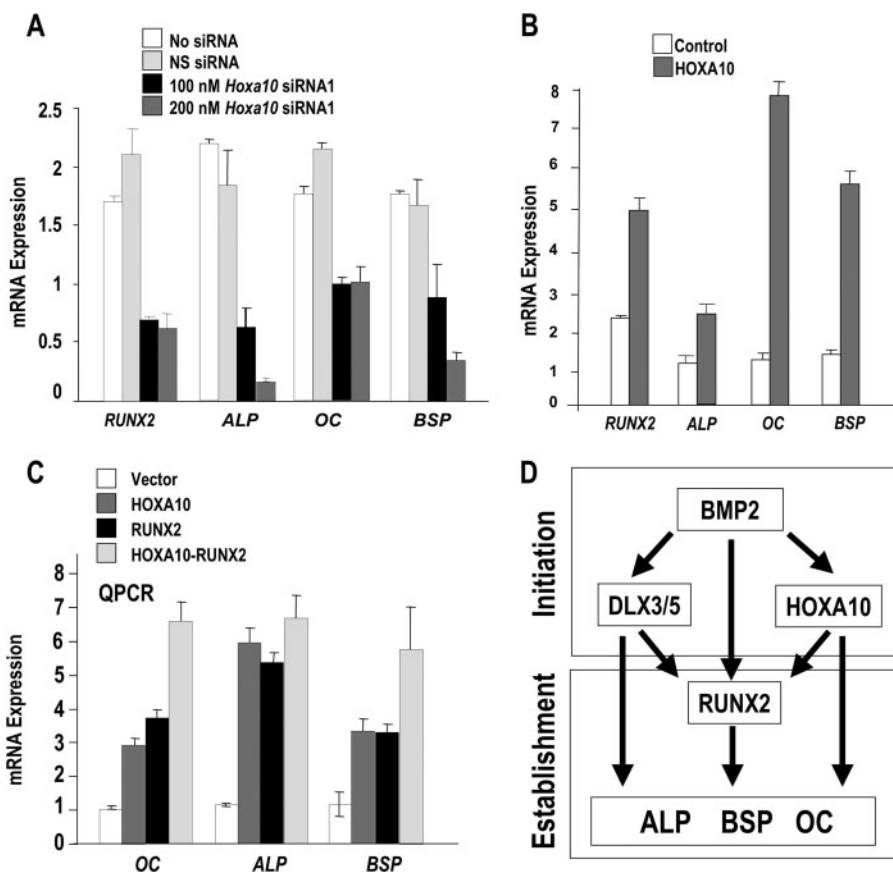 A
No siRNA
NS siRNA
100 nM Hoxa10 siRNA1
200 nM Hoxa10 siRNA1
mRNA Expression
2.5
2
1.5
1
0.5
0
RUNX2 ALP OC BSP
B
Control
HOXA10
mRNA Expression
8
7
6
5
3
2
1
0
RUNX2 ALP OC BSP
C
Vector
HOXA10
RUNX2
HOXA10-RUNX2
QPCR
mRNA Expression
8
7
6
5
4
3
2
1
0
OC ALP BSP
D
Initiation
BMP2
DLX3/5 HOXA10
Establishment
RUNX2
ALP BSP OC